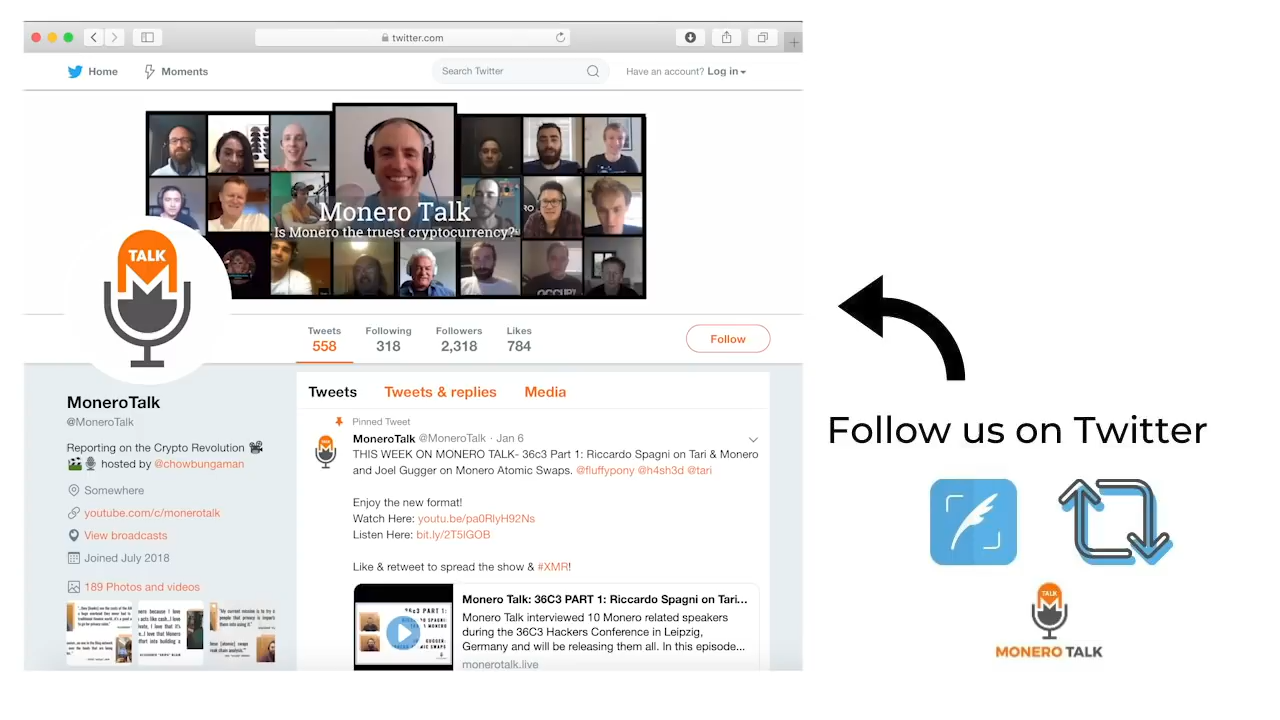 twitter.com
Home
Moments
Search Twitter
Have an account? Log in
Monero Talk
Is Monero the truest cryptocurrency?
TALK
Tweets
558
Following
318
Followers
2,318
Likes
784
Follow
MoneroTalk
@MoneroTalk
Reporting on the Crypto Revolution
hosted by @chowbungaman
Somewhere
youtube.com/c/monerotalk
View broadcasts
Joined July 2018
189 Photos and videos
Tweets
Tweets & replies
Media
Pinned Tweet
MoneroTalk @MoneroTalk · Jan 6
THIS WEEK ON MONERO TALK- 36c3 Part 1: Riccardo Spagni on Tari & Monero
and Joel Gugger on Monero Atomic Swaps. @fluffypony @h4sh3d @tari
Enjoy the new format!
Watch Here: youtu.be/pa0RlyH92Ns
Listen Here: bit.ly/2T5IGOB
Like & retweet to spread the show & #XMR!
Monero Talk: 36C3 PART 1: Riccardo Spagni on Tari...
Monero Talk interviewed 10 Monero related speakers
during the 36C3 Hackers Conference in Leipzig,
Germany and will be releasing them all. In this episode...
monerotalk.live
Follow us on Twitter
TALK
MONERO TALK